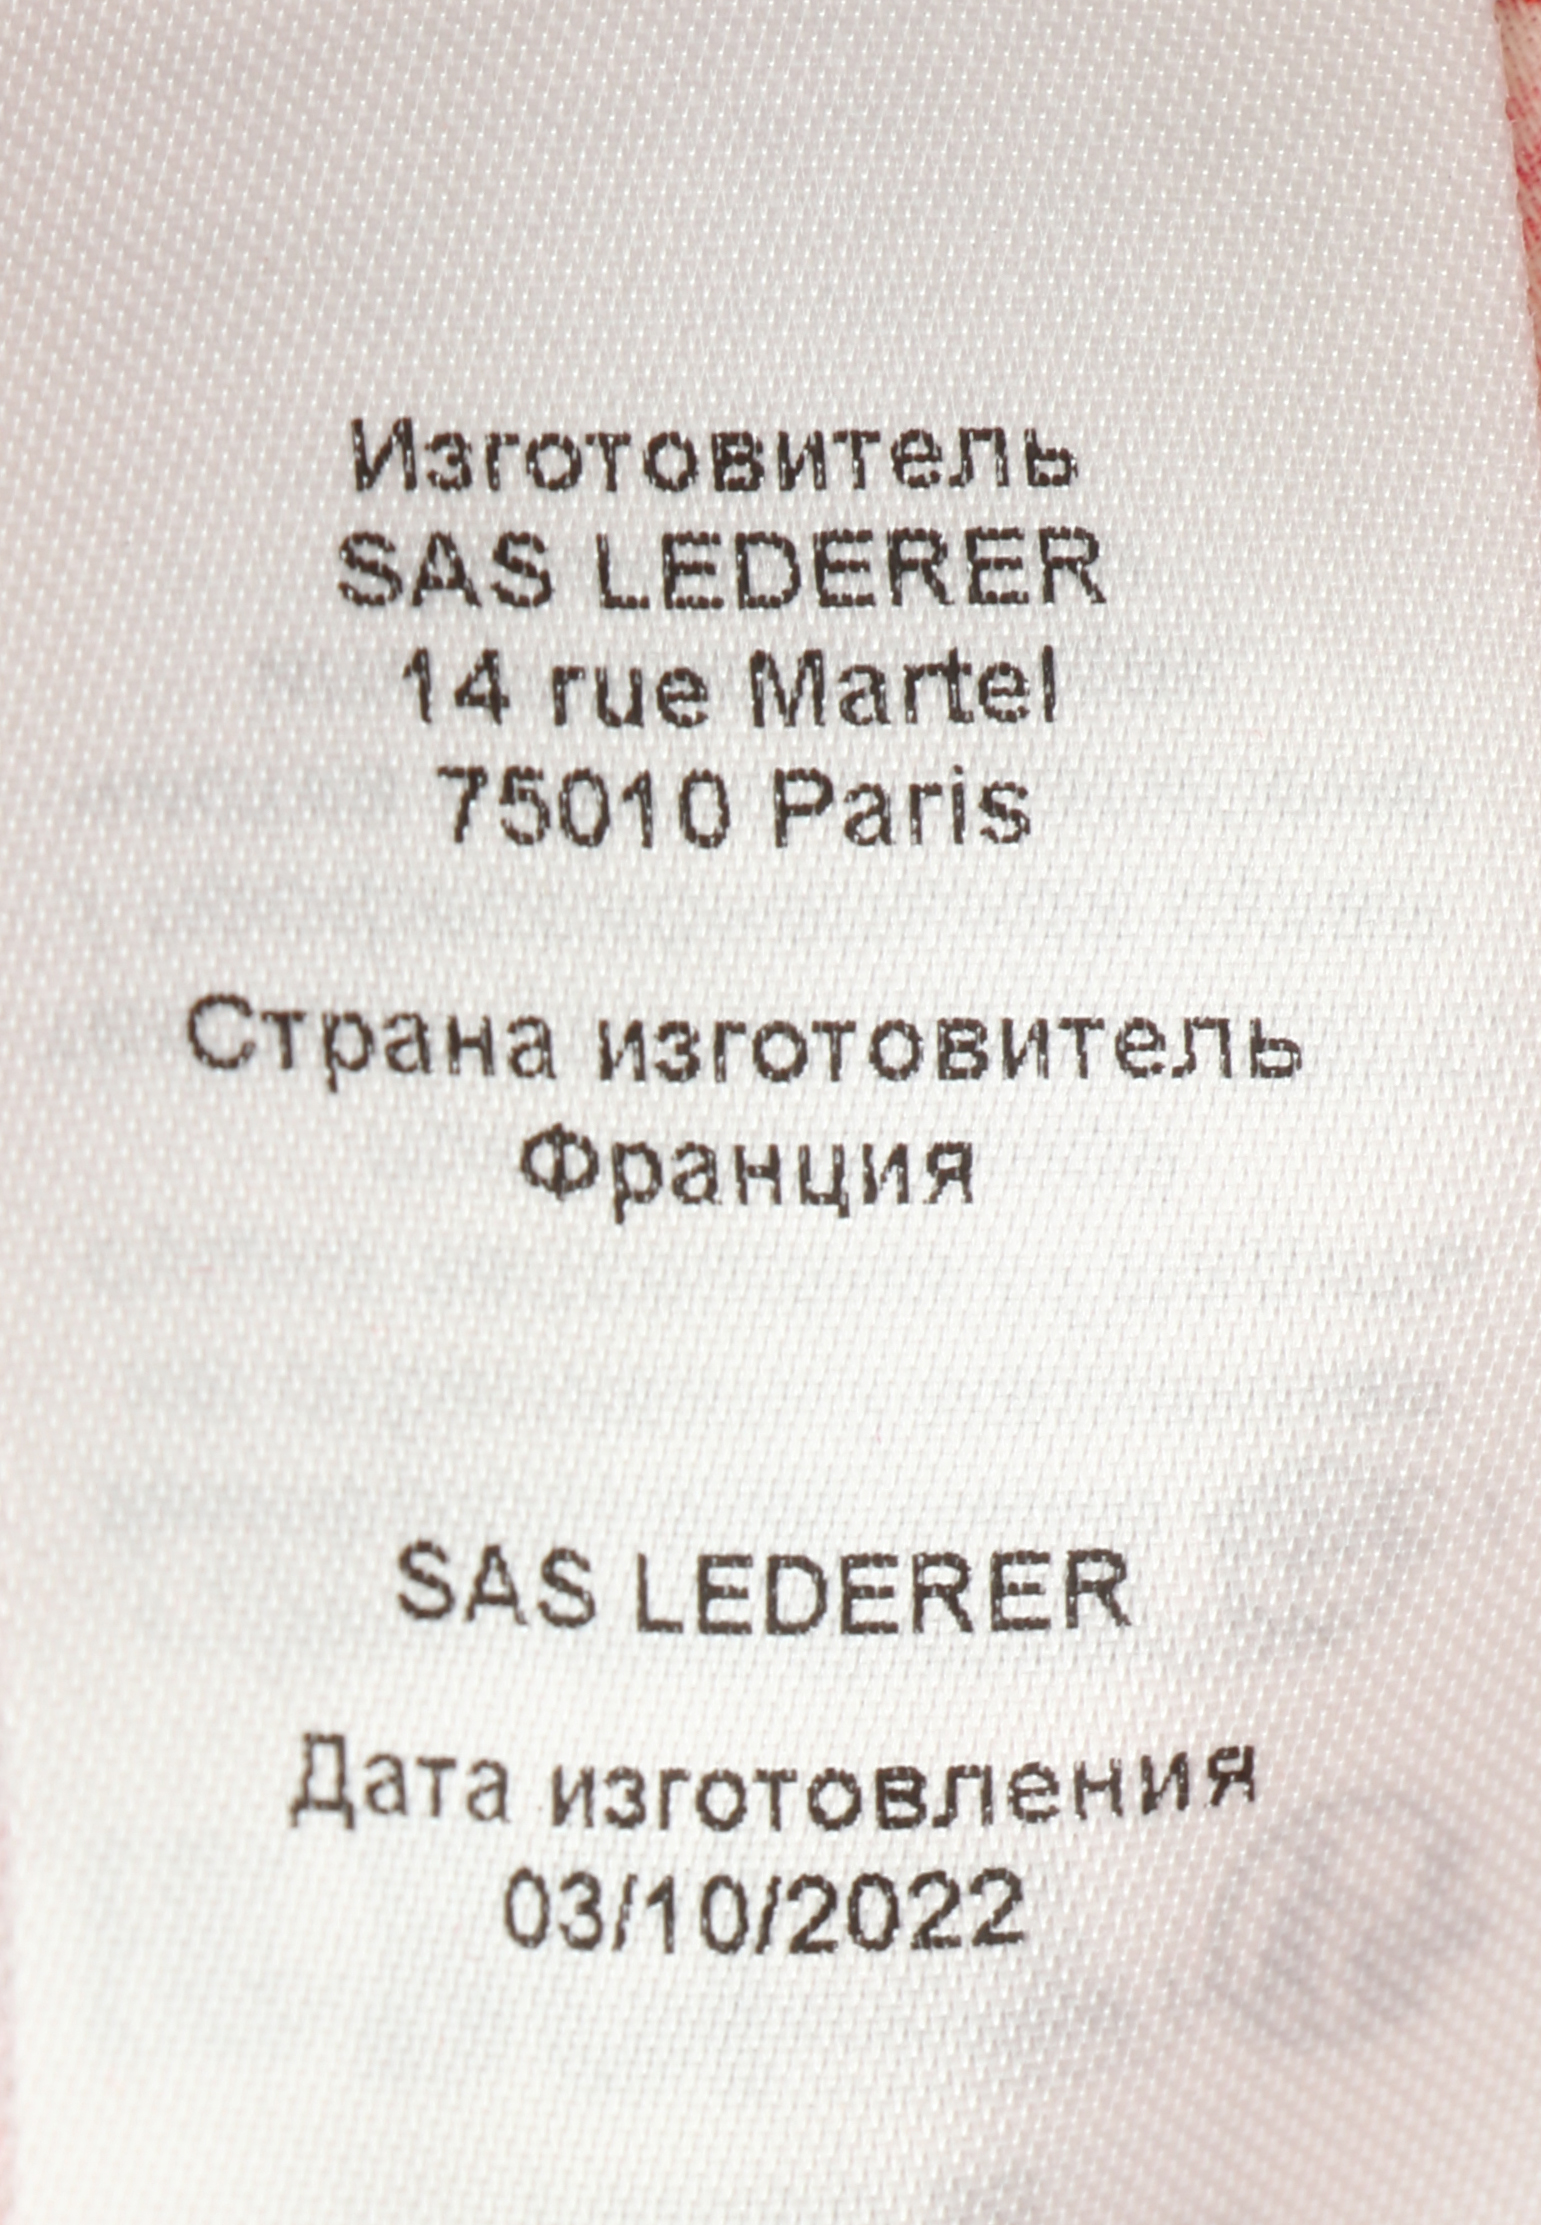 Изготовитель
SAS LEDERER
14 rue Martel
75010 Paris
Страна изготовитель
Франция
SAS LEDERER
Дата изготовления
03/10/2022